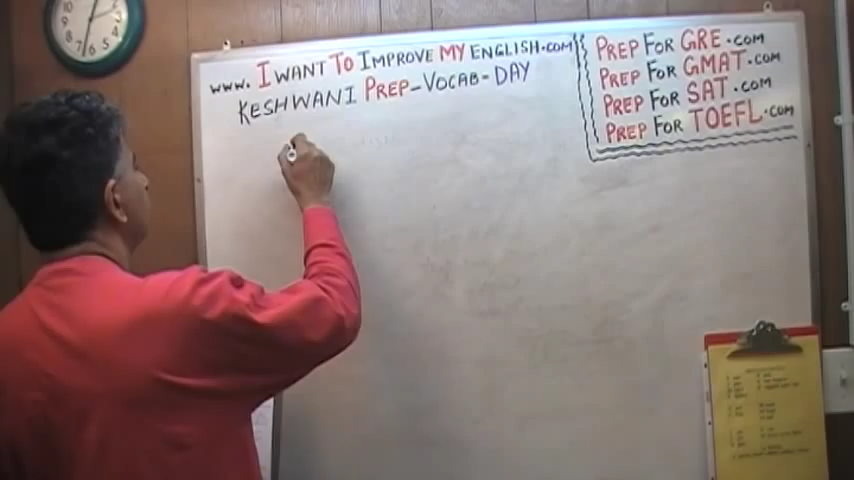 www. I WANT TO IMPROVE MY ENGLISH.COM
KESHWANI PREP-VOCAB-DAY
PREP FOR GRE.COM
PREP FOR GMAT.COM
PREP FOR SAT.COM
PREP FOR TOEFL.COM